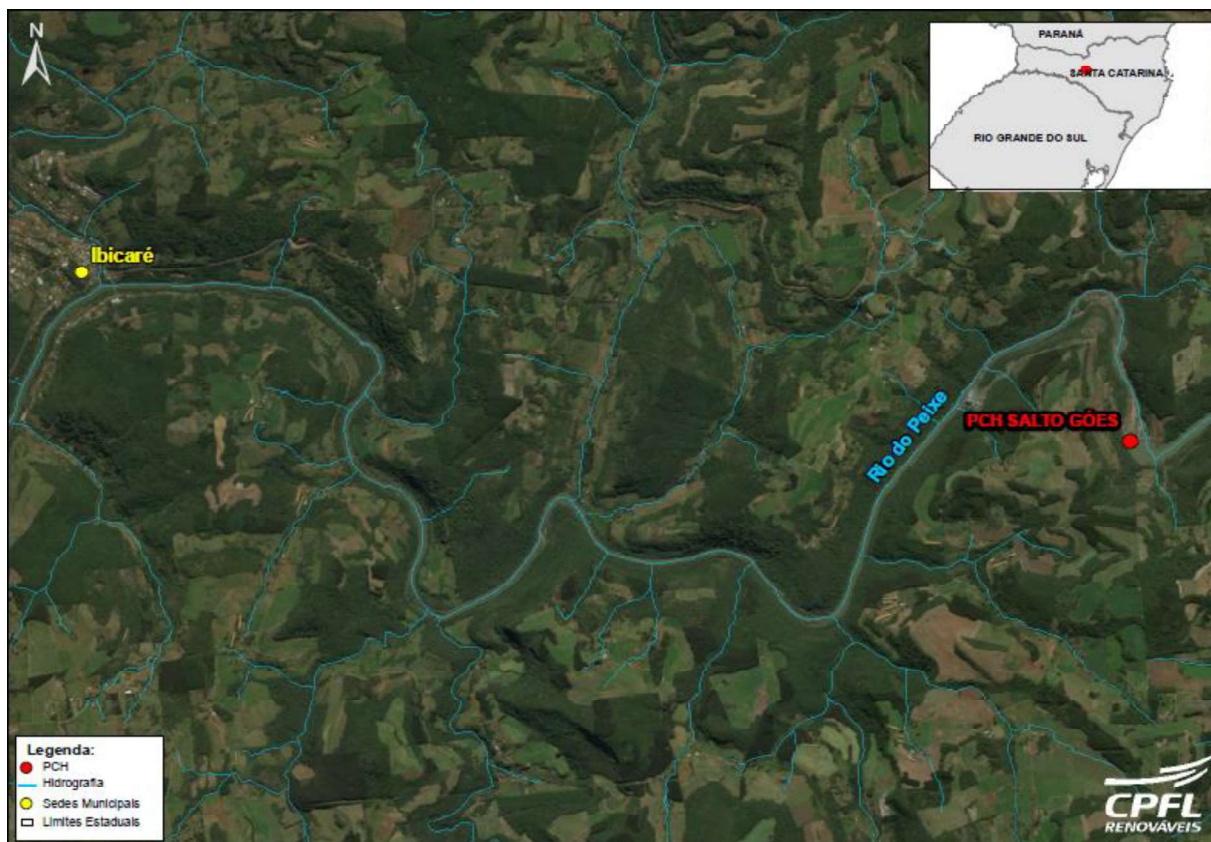 N
PARANÁ
SANTA CATARINA
RIO GRANDE DO SUL
Ibicaré
Rio do Peixe
PCH SALTO GÓES
Legenda:
PCH
Hidrografia
Sedes Municipais
Limites Estaduais
CPFL
RENOVÁVEIS